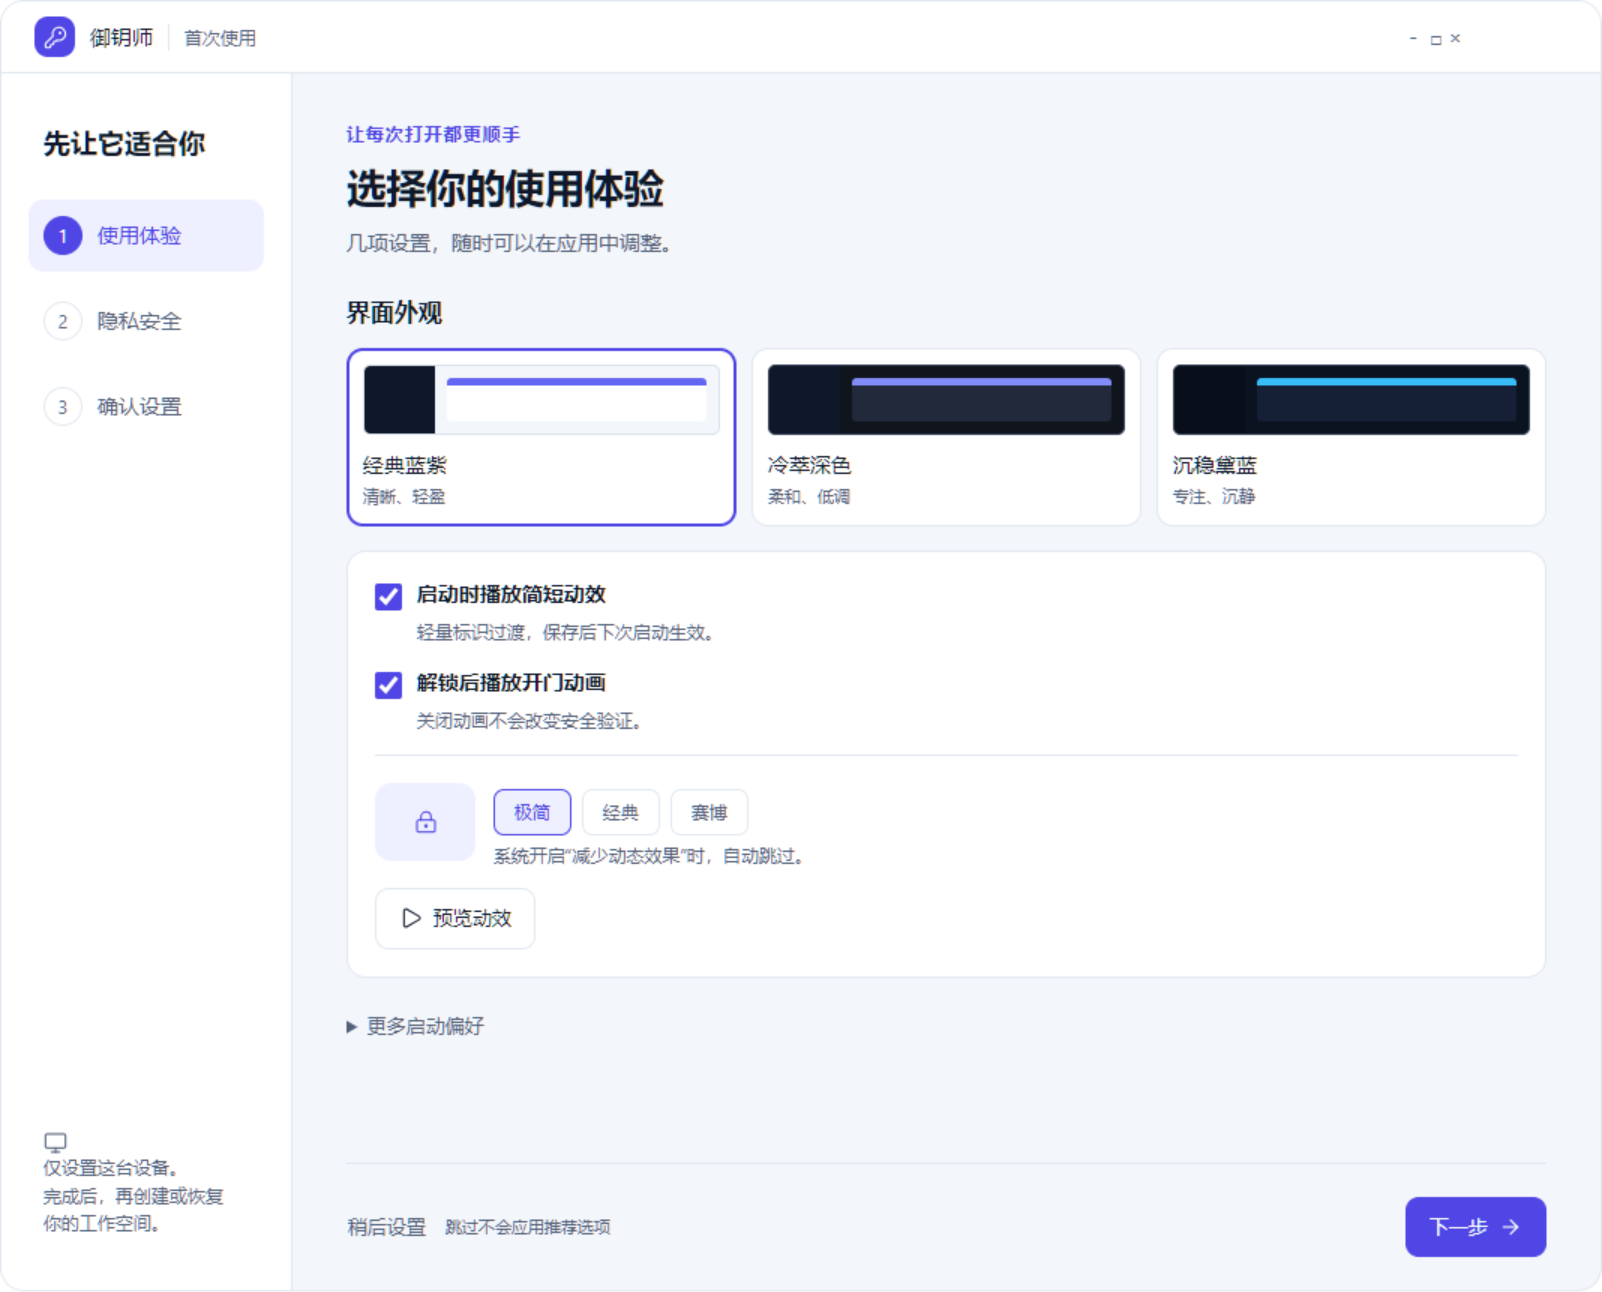 御钥师
首次使用
先让它适合你
1 使用体验
2 隐私安全
3 确认设置
仅设置这台设备。
完成后，再创建或恢复
你的工作空间。
让每次打开都更顺手
选择你的使用体验
几项设置，随时可以在应用中调整。
界面外观
经典蓝紫
清晰、轻盈
冷萃深色
柔和、低调
沉稳黛蓝
专注、沉静
启动时播放简短动效
轻量标识过渡，保存后下次启动生效。
解锁后播放开门动画
关闭动画不会改变安全验证。
极简 经典 赛博
系统开启“减少动态效果”时，自动跳过。
预览动效
更多启动偏好
稍后设置 跳过不会应用推荐选项
下一步